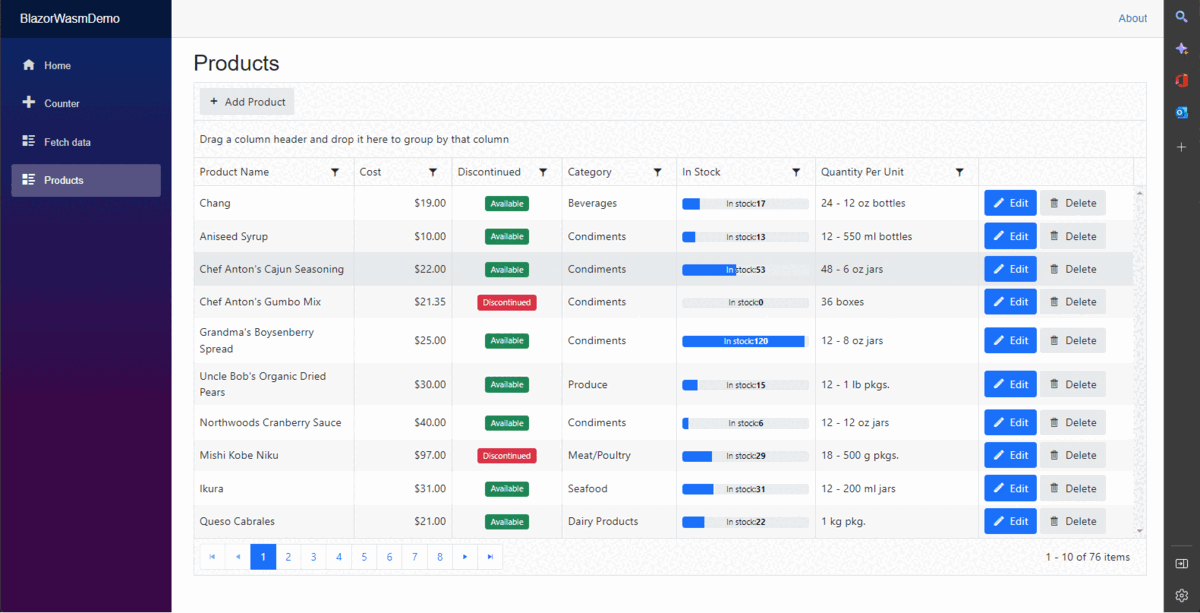 BlazorWasmDemo
About
Home
Counter
Fetch data
Products
Products
+ Add Product
Drag a column header and drop it here to group by that column
Product Name Cost Discontinued Category In Stock Quantity Per Unit
Chang $19.00 Available Beverages In stock:17 24 - 12 oz bottles Edit Delete
Aniseed Syrup $10.00 Available Condiments In stock:13 12 - 550 ml bottles Edit Delete
Chef Anton's Cajun Seasoning $22.00 Available Condiments In stock:53 48 - 6 oz jars Edit Delete
Chef Anton's Gumbo Mix $21.35 Discontinued Condiments In stock:0 36 boxes Edit Delete
Grandma's Boysenberry
Spread $25.00 Available Condiments In stock:120 12 - 8 oz jars Edit Delete
Uncle Bob's Organic Dried
Pears $30.00 Available Produce In stock:15 12 - 1 lb pkgs. Edit Delete
Northwoods Cranberry Sauce $40.00 Available Condiments In stock:6 12 - 12 oz jars Edit Delete
Mishi Kobe Niku $97.00 Discontinued Meat/Poultry In stock:29 18 - 500 g pkgs. Edit Delete
Ikura $31.00 Available Seafood In stock:31 12 - 200 ml jars Edit Delete
Queso Cabrales $21.00 Available Dairy Products In stock:22 1 kg pkg. Edit Delete
1 2 3 4 5 6 7 8 1 - 10 of 76 items